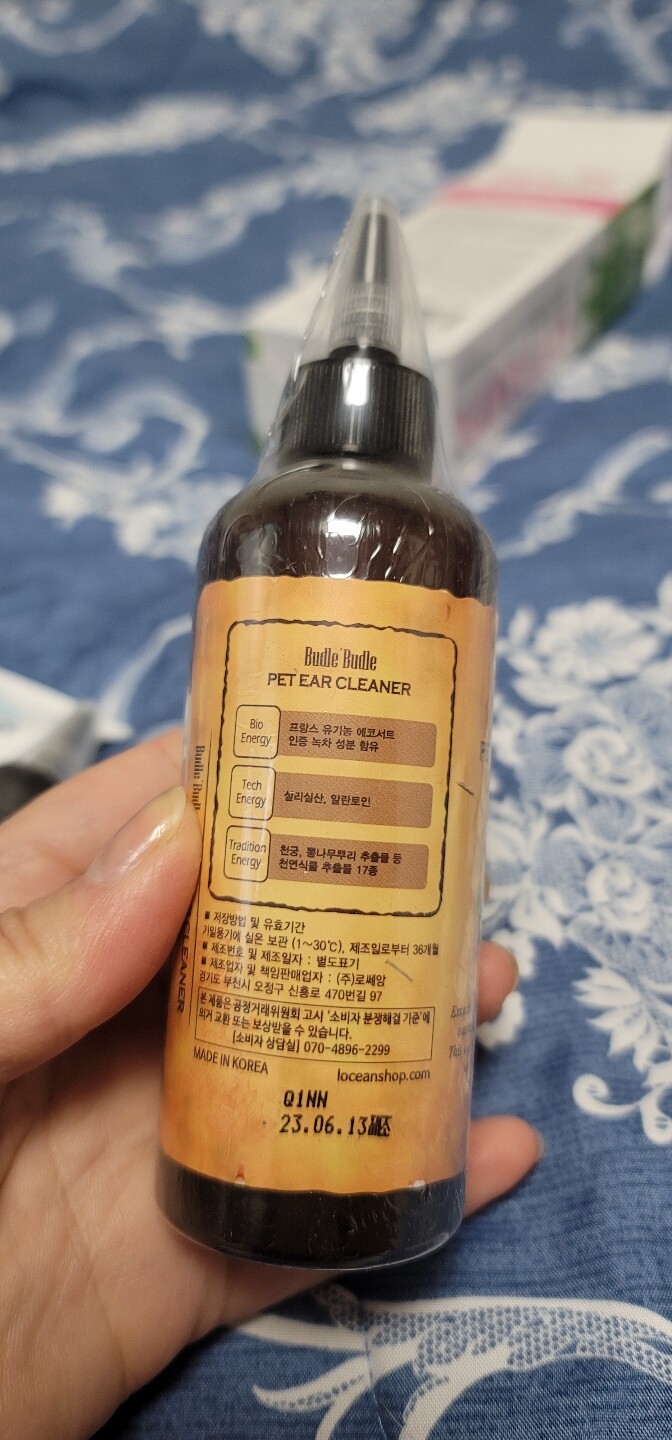 Budle' Budle
PET EAR CLEANER
Bio
Energy
프랑스 유기농 에코서트
인증 녹차 성분 함유
Tech
Energy
실리실산, 알란토인
Tradition
Energy
천궁, 뽕나무뿌리 추출물 등
천연식물 추출물 17종
■ 저장방법 및 유효기간
기밀용기에 실온 보관 (1~30℃), 제조일로부터 36개월
■ 제조번호 및 제조일자 : 별도표기
■ 제조업자 및 책임판매업자 : (주)로쎄앙
경기도 부천시 오정구 신흥로 470번길 97
본 제품은 공정거래위원회 고시 '소비자 분쟁해결 기준'에
의거 교환 또는 보상받을 수 있습니다.
[소비자 상담실] 070-4896-2299
MADE IN KOREA
loceanshop.com
Q1NN
23.06.13제조
Budle' Budle
CLEANER